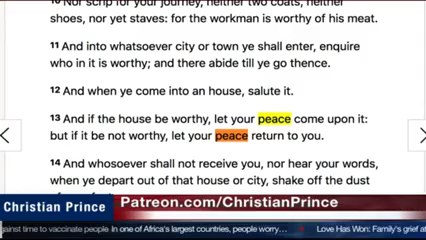 10 Nor scrip for your journey, neither two coats, neither
shoes, nor yet staves: for the workman is worthy of his meat.
11 And into whatsoever city or town ye shall enter, enquire
who in it is worthy; and there abide till ye go thence.
12 And when ye come into an house, salute it.
13 And if the house be worthy, let your peace come upon it:
but if it be not worthy, let your peace return to you.
14 And whosoever shall not receive you, nor hear your words,
when ye depart out of that house or city, shake off the dust
Christian Prince
Patreon.com/ChristianPrince
against time to vaccinate people In one of Africa's largest countries, people worry... Love Has Won: Family's grief